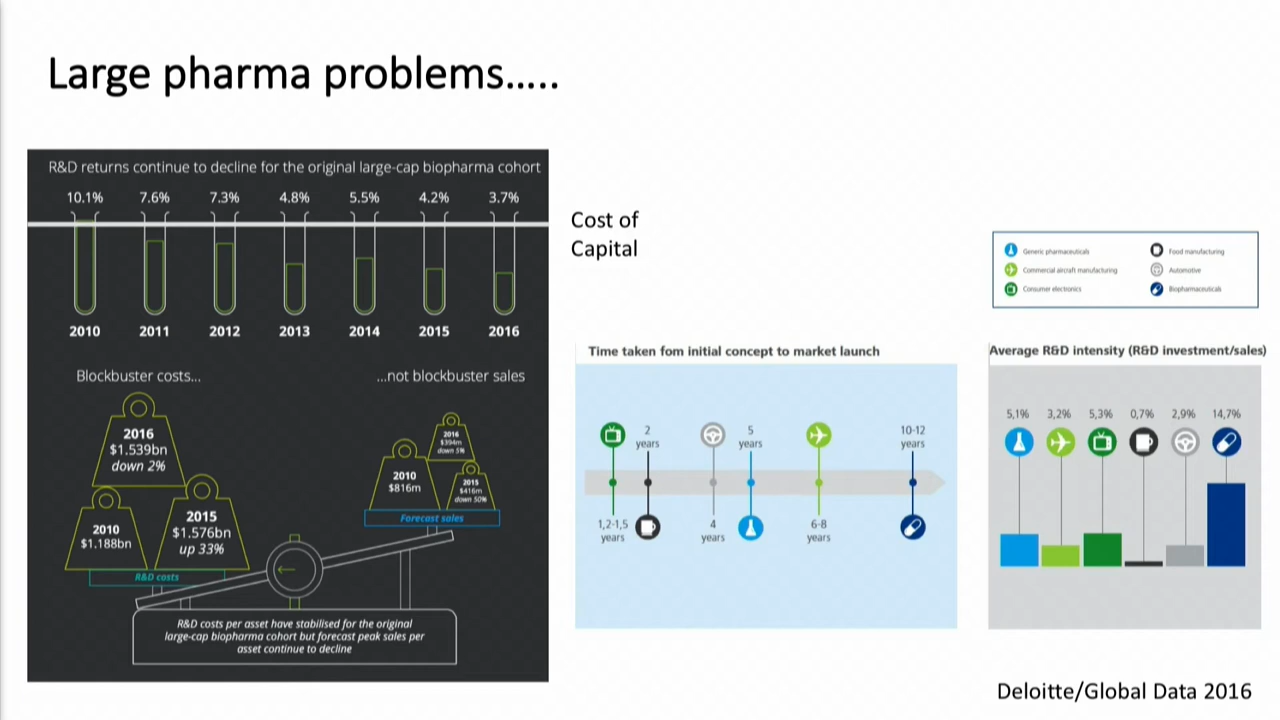 Large pharma problems.....
R&D returns continue to decline for the original large-cap biopharma cohort
10.1% 7.6% 7.3% 4.8% 5.5% 4.2% 3.7%
2010 2011 2012 2013 2014 2015 2016
Cost of
Capital
Blockbuster costs...
...not blockbuster sales
2016
$1.539bn
down 2%
2010
$1.188bn
2015
$1.576bn
up 33%
R&D costs
2016
$394m
down 5%
2010
$816m
2015
$416m
down 50%
Forecast sales
R&D costs per asset have stabilised for the original
large-cap biopharma cohort but forecast peak sales per
asset continue to decline
Time taken fom initial concept to market launch
2
years
5
years
10-12
years
1,2-1,5
years
4
years
6-8
years
Generic pharmaceuticals
Commercial aircraft manufacturing
Consumer electronics
Food manufacturing
Automotive
Biopharmaceuticals
Average R&D intensity (R&D investment/sales)
5,1% 3,2% 5,3% 0,7% 2,9% 14,7%
Deloitte/Global Data 2016